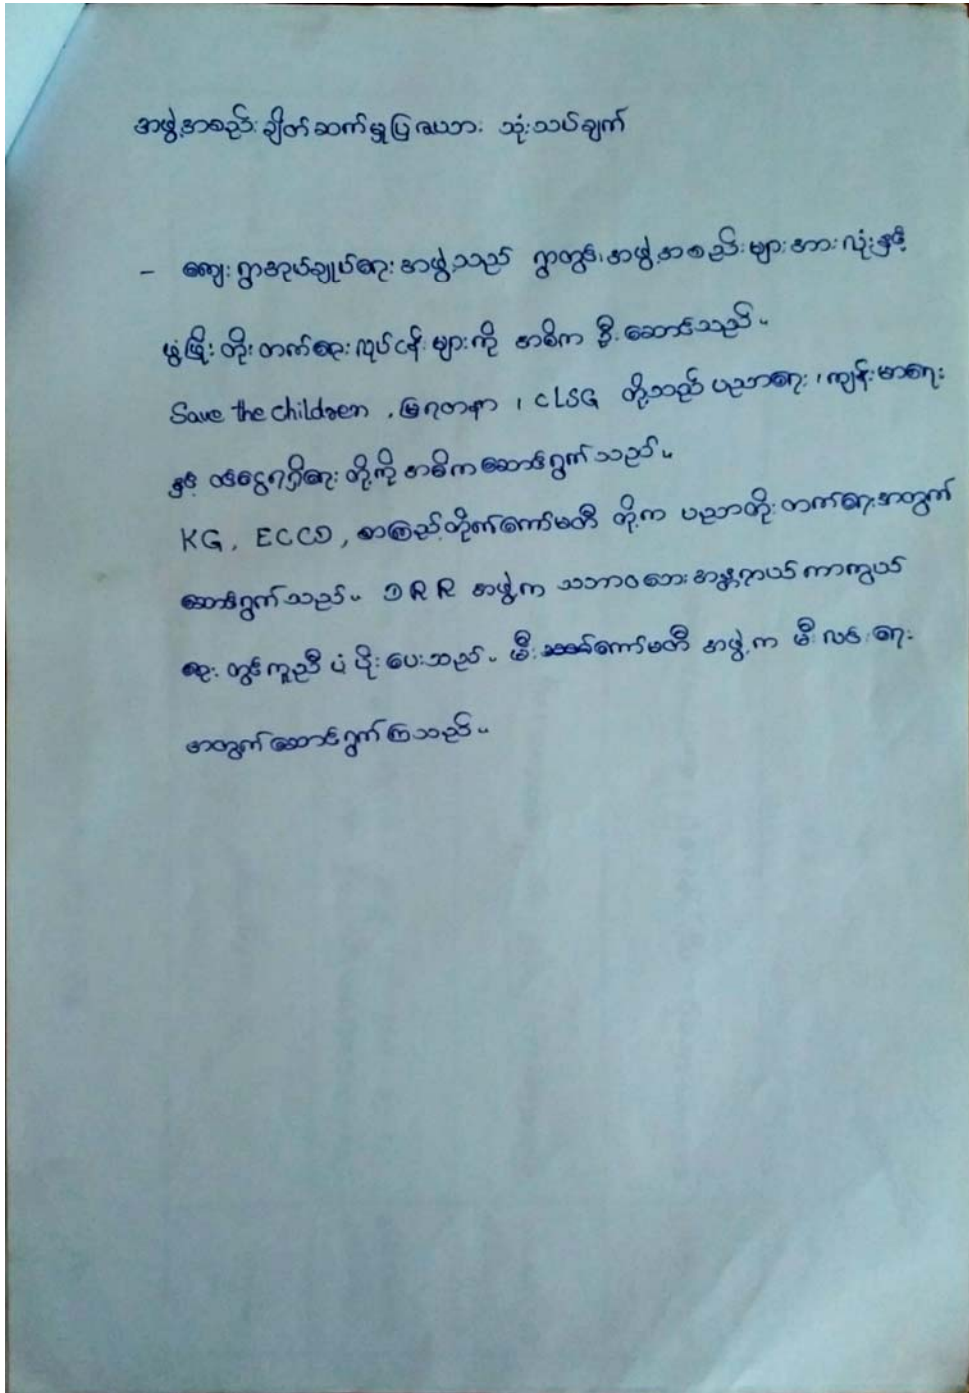 အဖွဲ့အစည်းချိတ်ဆက်မှုပြဇယား သုံးသပ်ချက်
- ကျေးရွာအုပ်ချုပ်ရေးအဖွဲ့သည် ရွာတွင်းအဖွဲ့အစည်းများအားလုံးနှင့်
ဖွံ့ဖြိုးတိုးတက်ရေးလုပ်ငန်းများကို အဓိကဦးဆောင်သည်။
Save the children ၊ မြရတနာ ၊ CLSG တို့သည် ပညာရေး ၊ ကျန်းမာရေး
နှင့် ဝင်ငွေရရှိရေးတို့ကို အဓိကဆောင်ရွက်သည်။
KG, ECCD, စာကြည့်တိုက်ကော်မတီ တို့က ပညာတိုးတက်ရေးအတွက်
ဆောင်ရွက်သည်။ DRR အဖွဲ့က သဘာဝဘေးအန္တရာယ်ကာကွယ်
ရေးတွင်ကူညီပံ့ပိုးပေးသည်။ မီးကော်မတီအဖွဲ့က မီးလင်းရေး
အတွက်ဆောင်ရွက်ကြသည်။